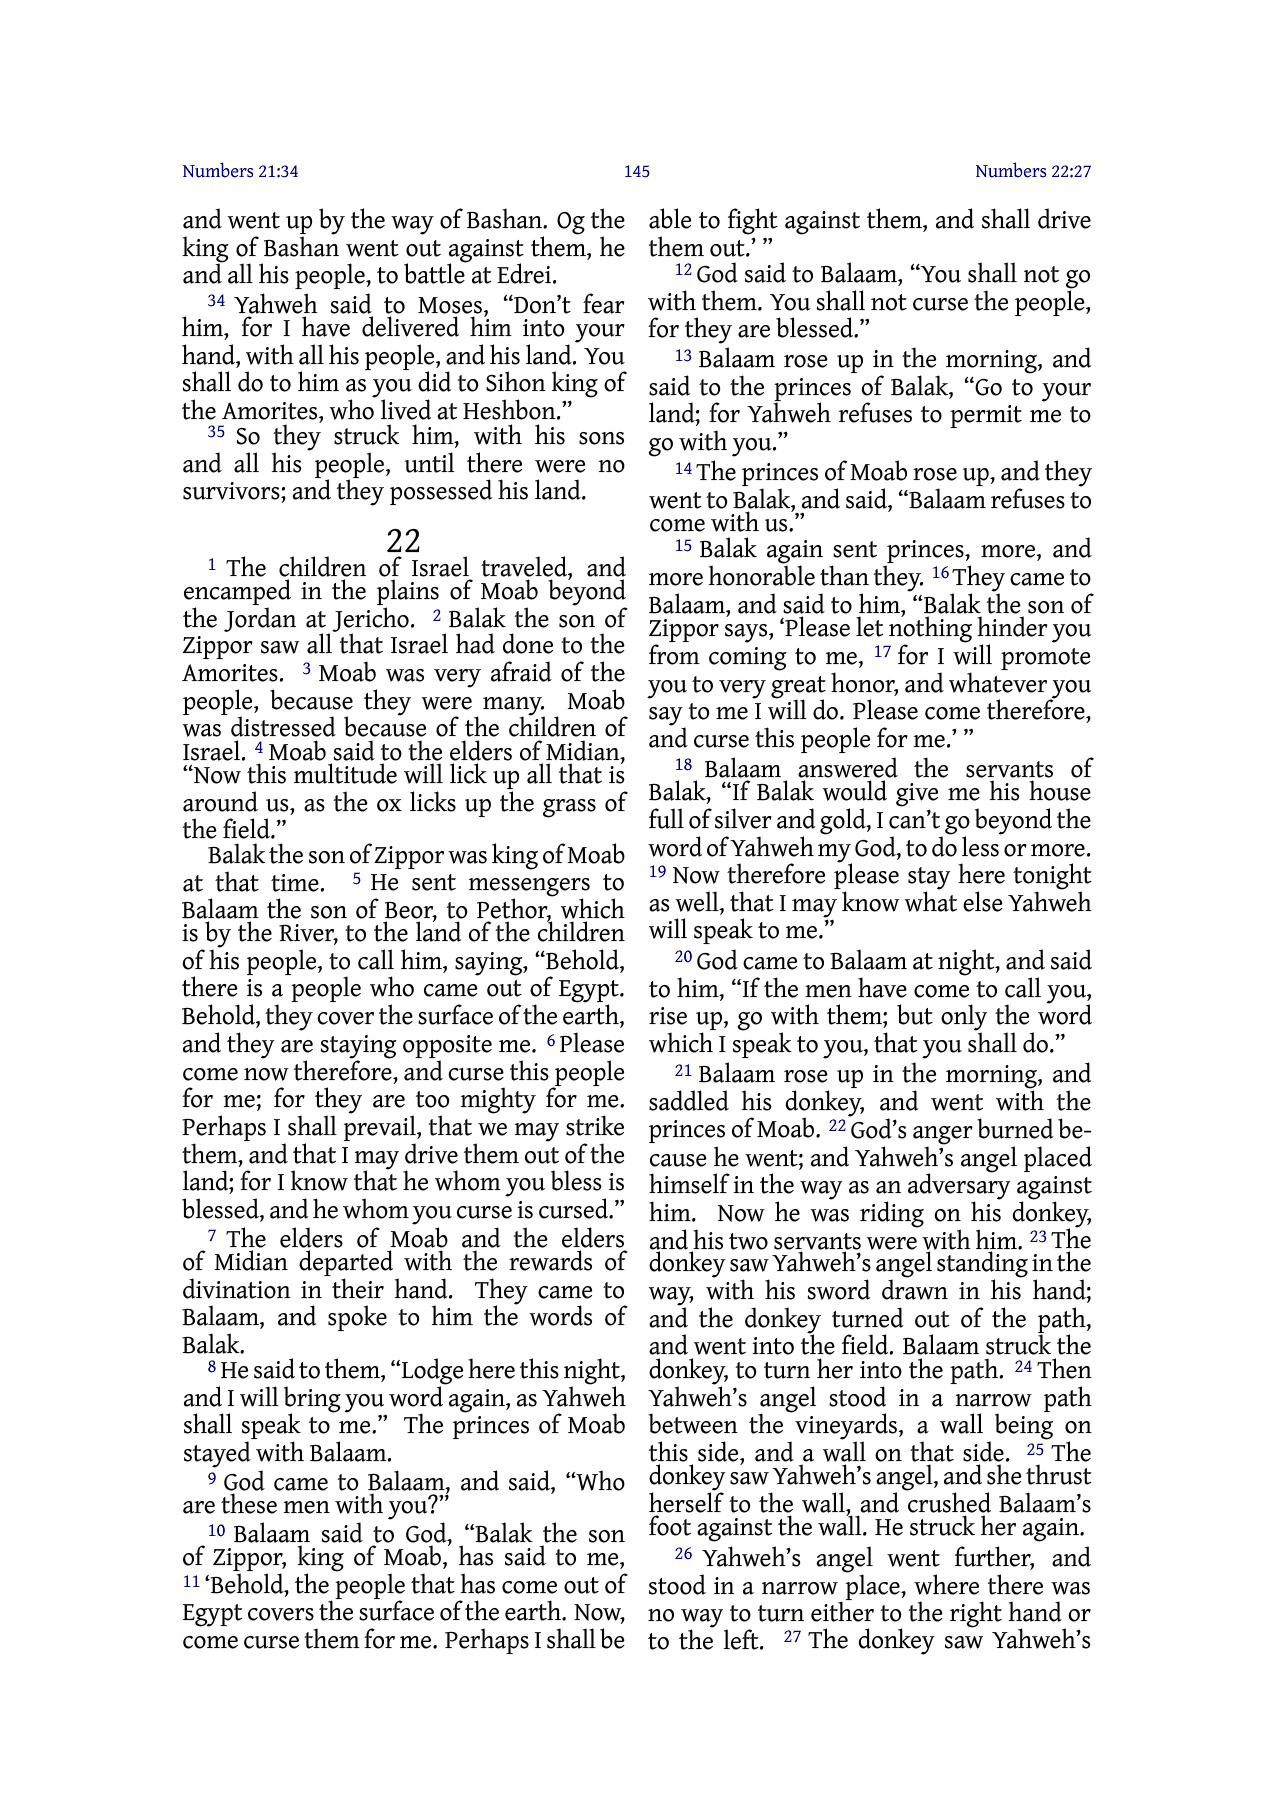 Numbers 21:34
145
Numbers 22:27
and went up by the way of Bashan. Og the
king of Bashan went out against them, he
and all his people, to battle at Edrei.
34 Yahweh said to Moses, “Don’t fear
him, for I have delivered him into your
hand, with all his people, and his land. You
shall do to him as you did to Sihon king of
the Amorites, who lived at Heshbon.”
35 So they struck him, with his sons
and all his people, until there were no
survivors; and they possessed his land.
22
1 The children of Israel traveled, and
encamped in the plains of Moab beyond
the Jordan at Jericho. 2 Balak the son of
Zippor saw all that Israel had done to the
Amorites. 3 Moab was very afraid of the
people, because they were many. Moab
was distressed because of the children of
Israel. 4 Moab said to the elders of Midian,
“Now this multitude will lick up all that is
around us, as the ox licks up the grass of
the field.”
Balak the son of Zippor was king of Moab
at that time. 5 He sent messengers to
Balaam the son of Beor, to Pethor, which
is by the River, to the land of the children
of his people, to call him, saying, “Behold,
there is a people who came out of Egypt.
Behold, they cover the surface of the earth,
and they are staying opposite me. 6 Please
come now therefore, and curse this people
for me; for they are too mighty for me.
Perhaps I shall prevail, that we may strike
them, and that I may drive them out of the
land; for I know that he whom you bless is
blessed, and he whom you curse is cursed.”
7 The elders of Moab and the elders
of Midian departed with the rewards of
divination in their hand. They came to
Balaam, and spoke to him the words of
Balak.
8 He said to them, “Lodge here this night,
and I will bring you word again, as Yahweh
shall speak to me.” The princes of Moab
stayed with Balaam.
9 God came to Balaam, and said, “Who
are these men with you?”
10 Balaam said to God, “Balak the son
of Zippor, king of Moab, has said to me,
11 ‘Behold, the people that has come out of
Egypt covers the surface of the earth. Now,
come curse them for me. Perhaps I shall be
able to fight against them, and shall drive
them out.’ ”
12 God said to Balaam, “You shall not go
with them. You shall not curse the people,
for they are blessed.”
13 Balaam rose up in the morning, and
said to the princes of Balak, “Go to your
land; for Yahweh refuses to permit me to
go with you.”
14 The princes of Moab rose up, and they
went to Balak, and said, “Balaam refuses to
come with us.”
15 Balak again sent princes, more, and
more honorable than they. 16 They came to
Balaam, and said to him, “Balak the son of
Zippor says, ‘Please let nothing hinder you
from coming to me, 17 for I will promote
you to very great honor, and whatever you
say to me I will do. Please come therefore,
and curse this people for me.’ ”
18 Balaam answered the servants of
Balak, “If Balak would give me his house
full of silver and gold, I can’t go beyond the
word of Yahweh my God, to do less or more.
19 Now therefore please stay here tonight
as well, that I may know what else Yahweh
will speak to me.”
20 God came to Balaam at night, and said
to him, “If the men have come to call you,
rise up, go with them; but only the word
which I speak to you, that you shall do.”
21 Balaam rose up in the morning, and
saddled his donkey, and went with the
princes of Moab. 22 God’s anger burned be-
cause he went; and Yahweh’s angel placed
himself in the way as an adversary against
him. Now he was riding on his donkey,
and his two servants were with him. 23 The
donkey saw Yahweh’s angel standing in the
way, with his sword drawn in his hand;
and the donkey turned out of the path,
and went into the field. Balaam struck the
donkey, to turn her into the path. 24 Then
Yahweh’s angel stood in a narrow path
between the vineyards, a wall being on
this side, and a wall on that side. 25 The
donkey saw Yahweh’s angel, and she thrust
herself to the wall, and crushed Balaam’s
foot against the wall. He struck her again.
26 Yahweh’s angel went further, and
stood in a narrow place, where there was
no way to turn either to the right hand or
to the left. 27 The donkey saw Yahweh’s